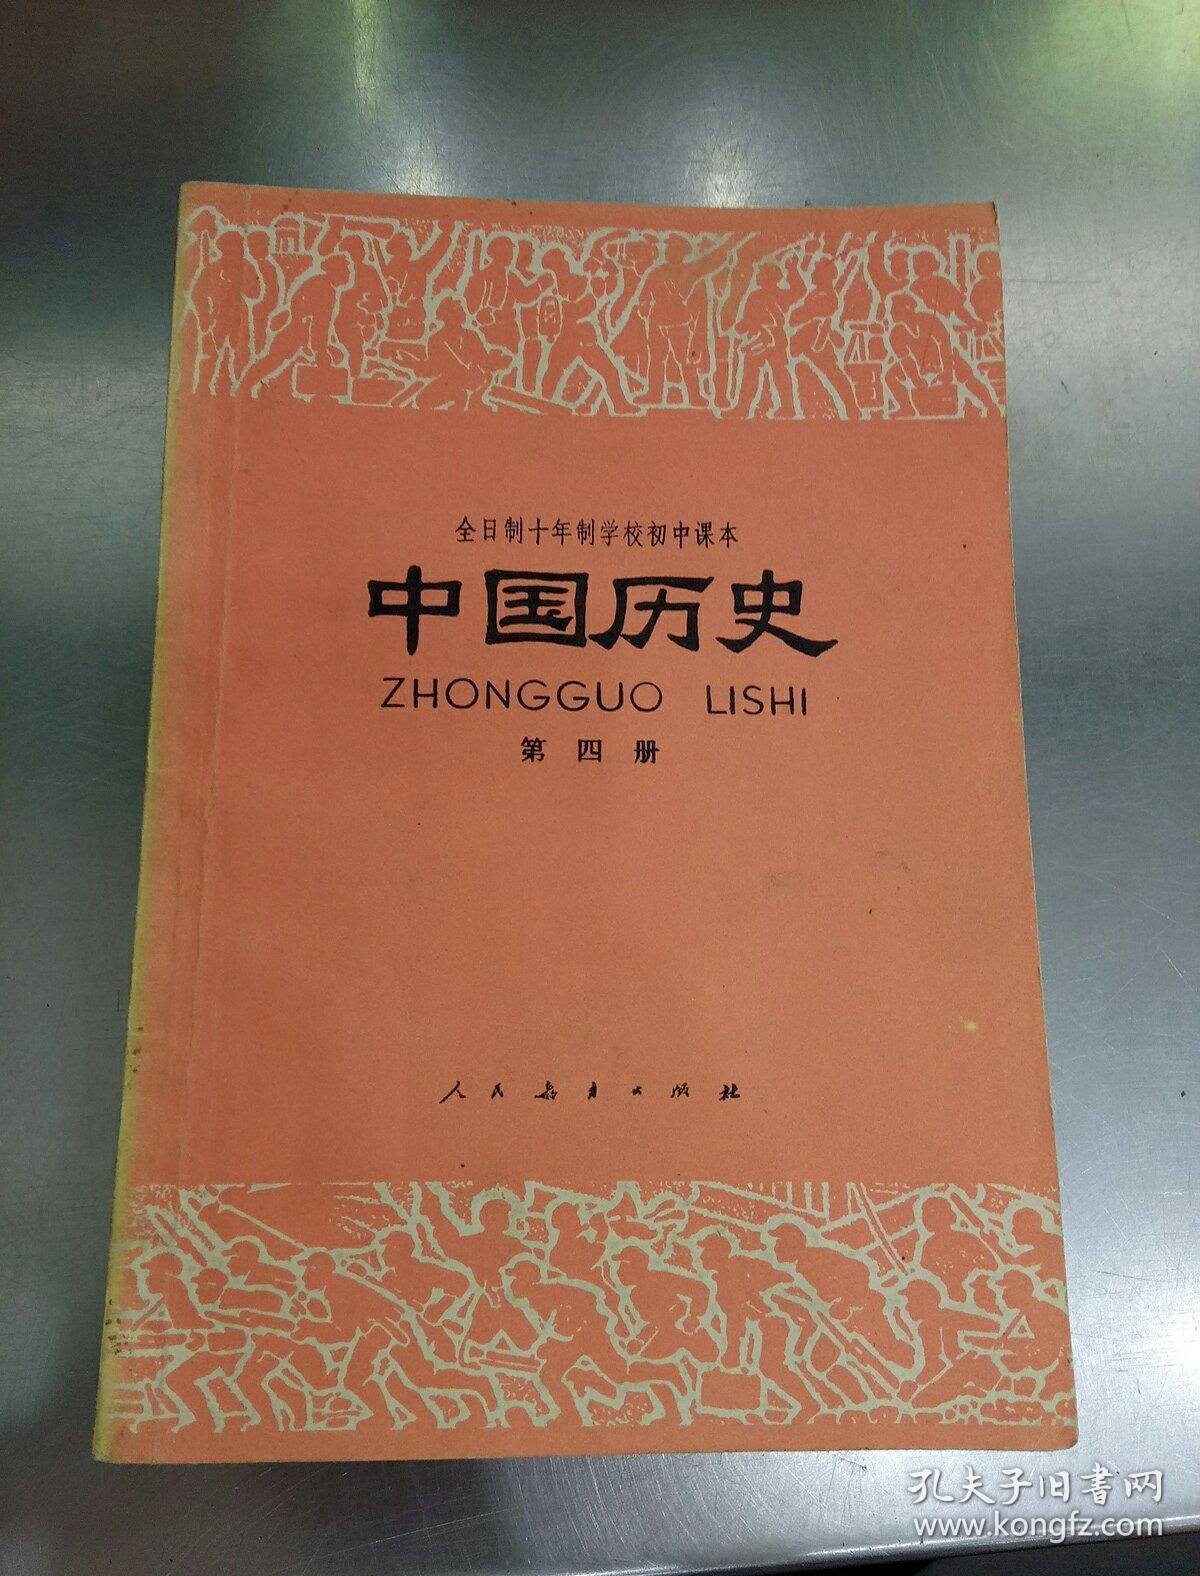 全日制十年制学校初中课本
中国历史
ZHONGGUO LISHI
第四册
人民教育出版社
孔夫子旧书网
www.kongfz.com